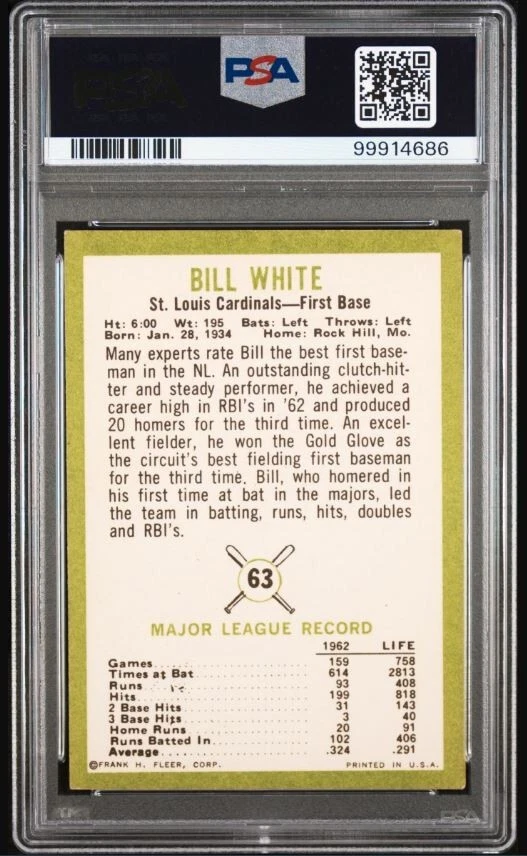 PSA
99914686
BILL WHITE
St. Louis Cardinals—First Base
Ht: 6:00 Wt: 195 Bats: Left Throws: Left
Born: Jan. 28, 1934 Home: Rock Hill, Mo.
Many experts rate Bill the best first base-
man in the NL. An outstanding clutch-hit-
ter and steady performer, he achieved a
career high in RBI's in '62 and produced
20 homers for the third time. An excel-
lent fielder, he won the Gold Glove as
the circuit's best fielding first baseman
for the third time. Bill, who homered in
his first time at bat in the majors, led
the team in batting, runs, hits, doubles
and RBI's.
63
MAJOR LEAGUE RECORD
1962 LIFE
Games 159 758
Times at Bat 614 2813
Runs 93 408
Hits 199 818
2 Base Hits 31 143
3 Base Hits 3 40
Home Runs 20 91
Runs Batted In 102 406
Average .324 .291
©FRANK H. FLEER, CORP. PRINTED IN U.S.A.
PSA